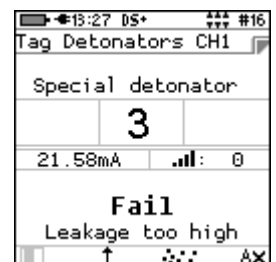 13:27 DS+ #16
Tag Detonators CH1
Special detonator
3
21.58mA : 0
Fail
Leakage too high
A×